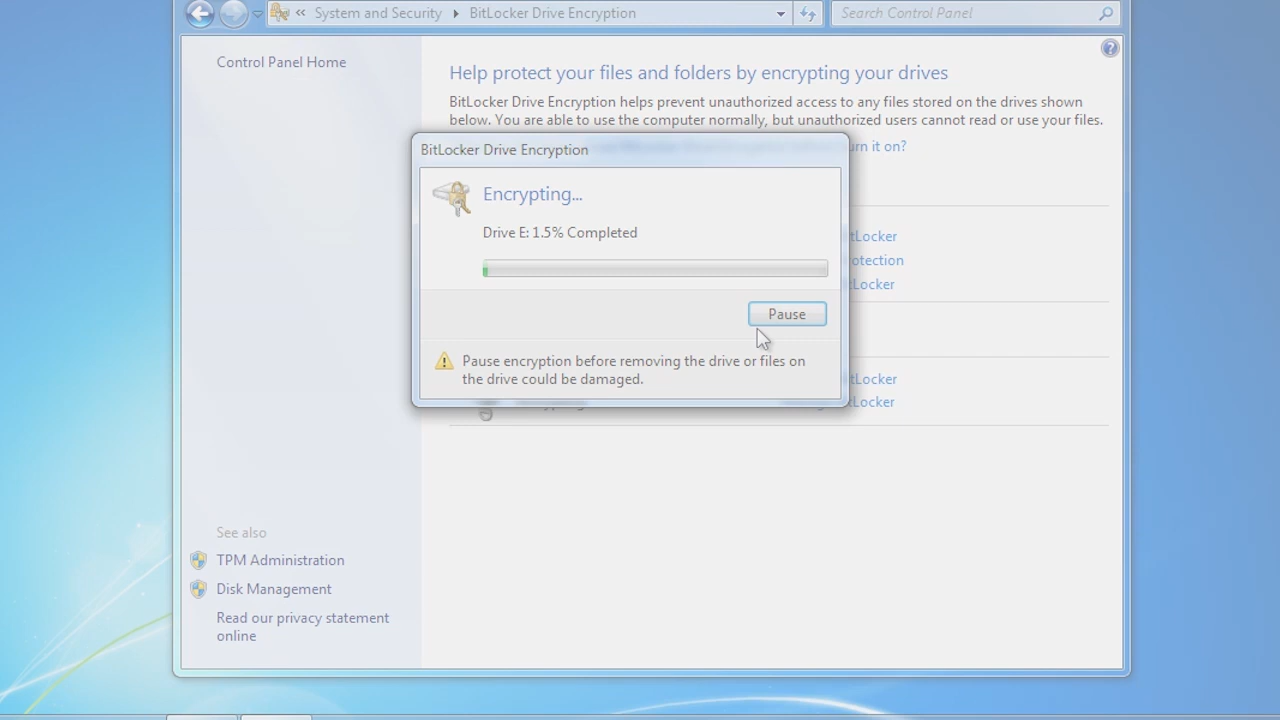 « System and Security ▸ BitLocker Drive Encryption
Search Control Panel
Control Panel Home
Help protect your files and folders by encrypting your drives
BitLocker Drive Encryption helps prevent unauthorized access to any files stored on the drives shown
below. You are able to use the computer normally, but unauthorized users cannot read or use your files.
urn it on?
BitLocker Drive Encryption
Encrypting...
Drive E: 1.5% Completed
Pause
Pause encryption before removing the drive or files on
the drive could be damaged.
tLocker
otection
tLocker
tLocker
tLocker
See also
TPM Administration
Disk Management
Read our privacy statement
online